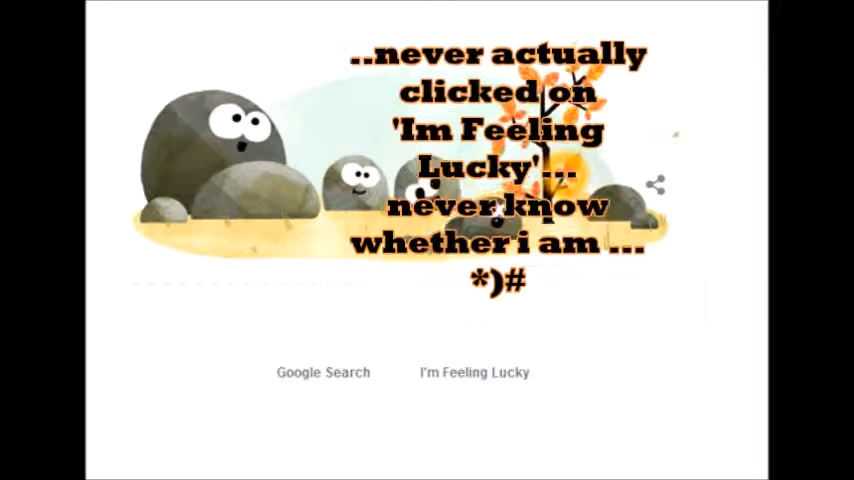 ..never actually
clicked on
'Im Feeling
Lucky'...
never know
whether i am ...
*)#
Google Search
I'm Feeling Lucky